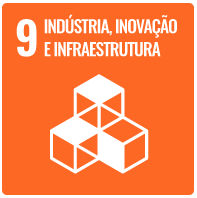 9 INDÚSTRIA, INOVAÇÃO
E INFRAESTRUTURA